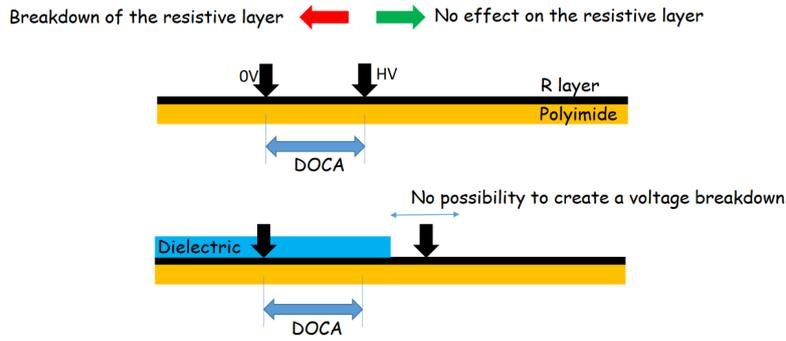 Breakdown of the resistive layer
No effect on the resistive layer
0V
HV
R layer
Polyimide
DOCA
No possibility to create a voltage breakdown
Dielectric
DOCA